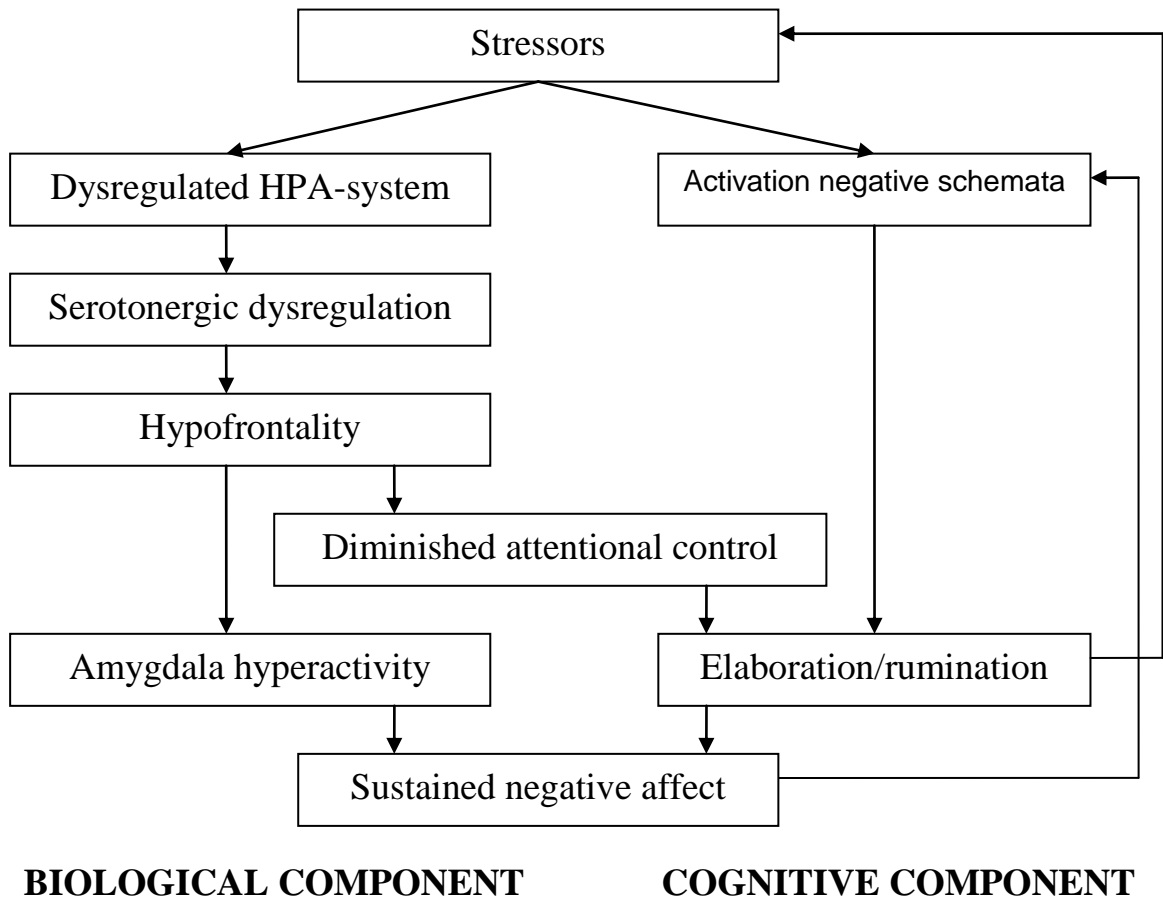 Stressors
Dysregulated HPA-system
Activation negative schemata
Serotonergic dysregulation
Hypofrontality
Diminished attentional control
Amygdala hyperactivity
Elaboration/rumination
Sustained negative affect
BIOLOGICAL COMPONENT
COGNITIVE COMPONENT